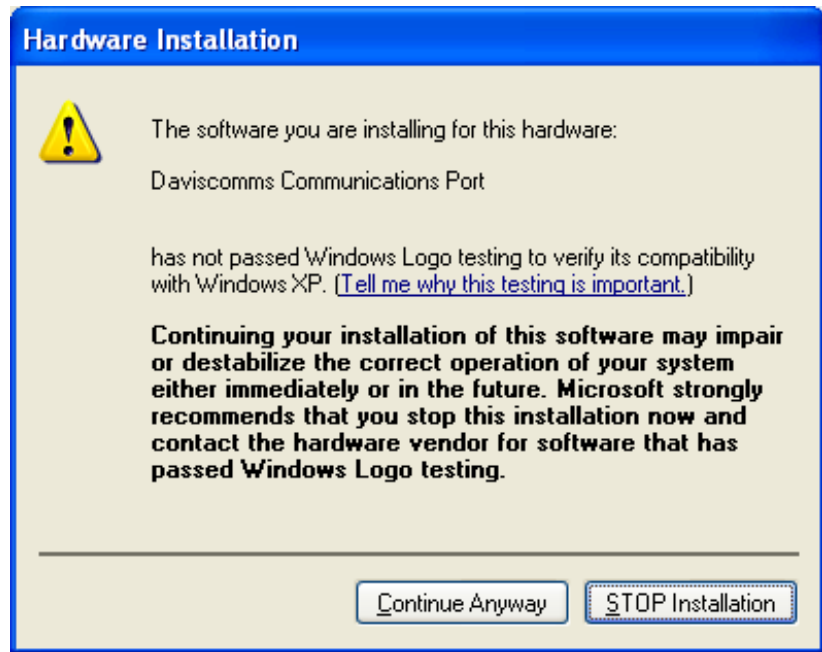 Hardware Installation
The software you are installing for this hardware:
Daviscomms Communications Port
has not passed Windows Logo testing to verify its compatibility
with Windows XP. (Tell me why this testing is important.)
Continuing your installation of this software may impair
or destabilize the correct operation of your system
either immediately or in the future. Microsoft strongly
recommends that you stop this installation now and
contact the hardware vendor for software that has
passed Windows Logo testing.
Continue Anyway
STOP Installation